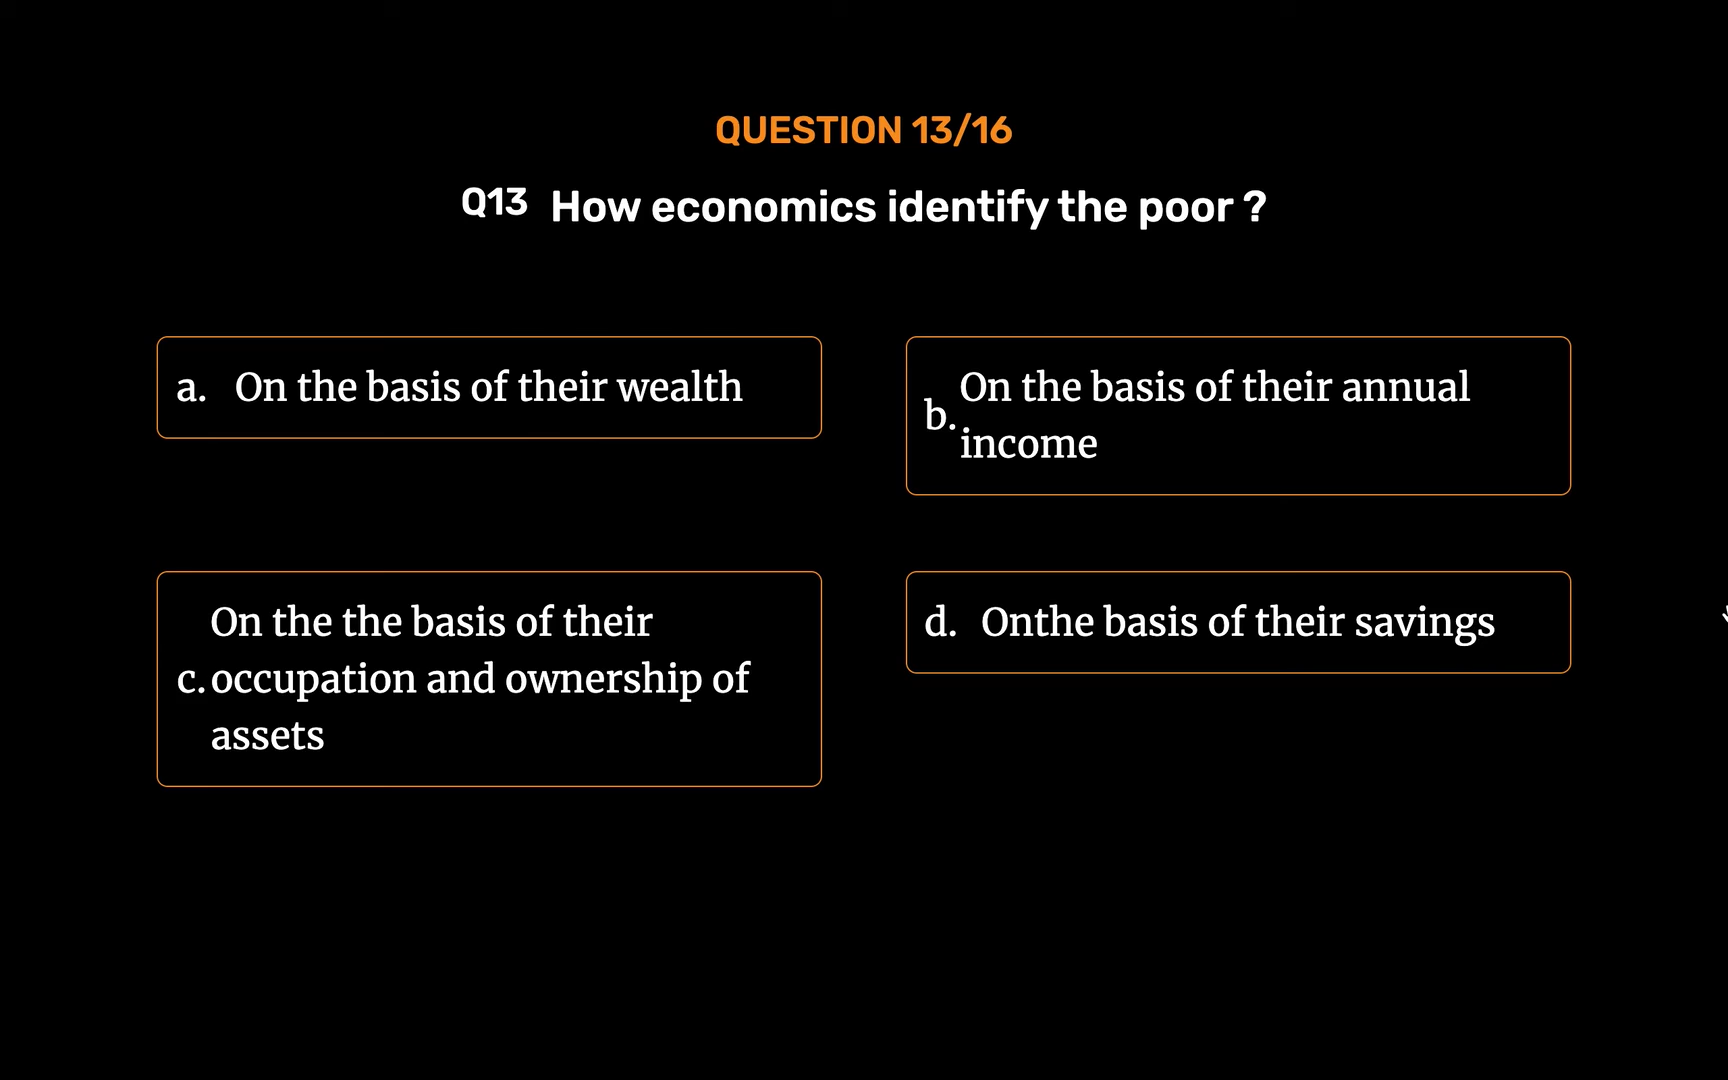 QUESTION 13/16
Q13 How economics identify the poor ?
a. On the basis of their wealth
b. On the basis of their annual
income
On the the basis of their
c. occupation and ownership of
assets
d. Onthe basis of their savings